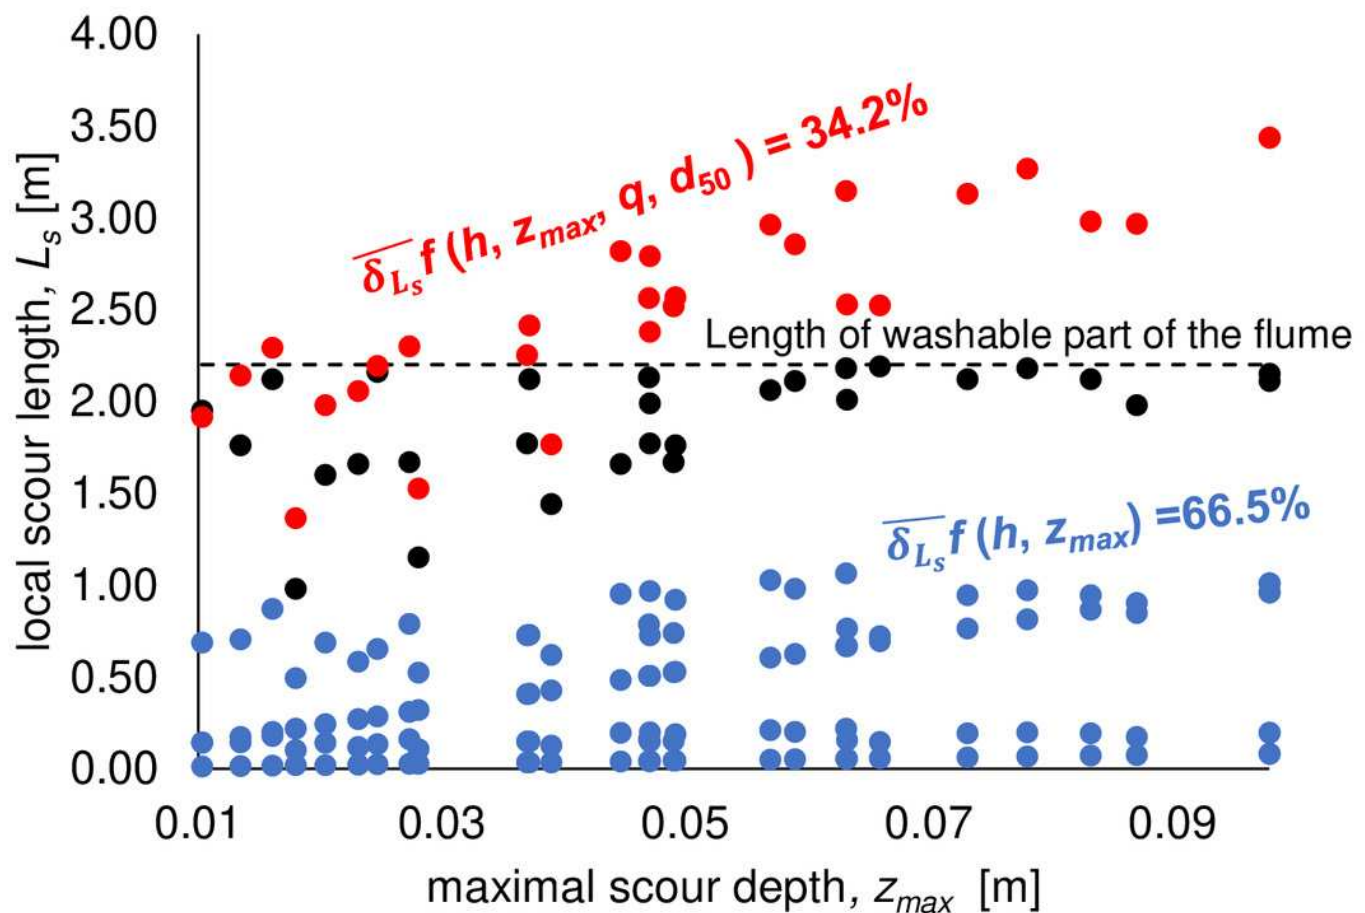 4.00
3.50
3.00
2.50
2.00
1.50
1.00
0.50
0.00
local scour length, Ls [m]
δLs f (h, zmax, q, d50) = 34.2%
Length of washable part of the flume
δLs f (h, zmax) =66.5%
0.01 0.03 0.05 0.07 0.09
maximal scour depth, zmax [m]